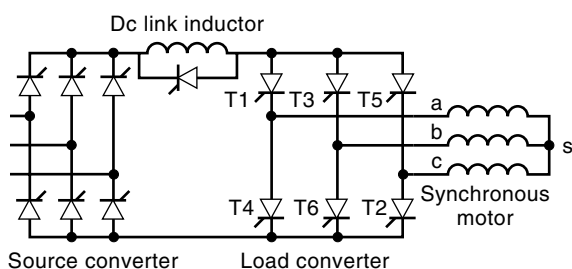 Dc link inductor
T1 T3 T5
a
b
s
c
T4 T6 T2
Synchronous
motor
Source converter
Load converter